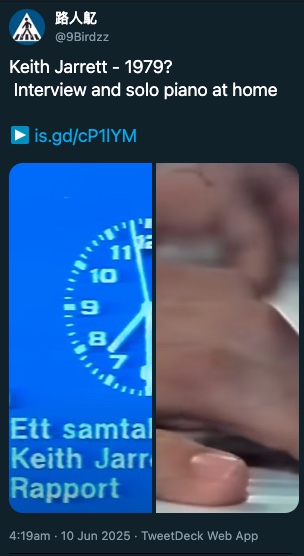 路人乾
@9Birdzz
Keith Jarrett - 1979?
Interview and solo piano at home
is.gd/cP1lYM
12
11
10
9
8
7
Ett samtal
Keith Jarr
Rapport
4:19am · 10 Jun 2025 · TweetDeck Web App